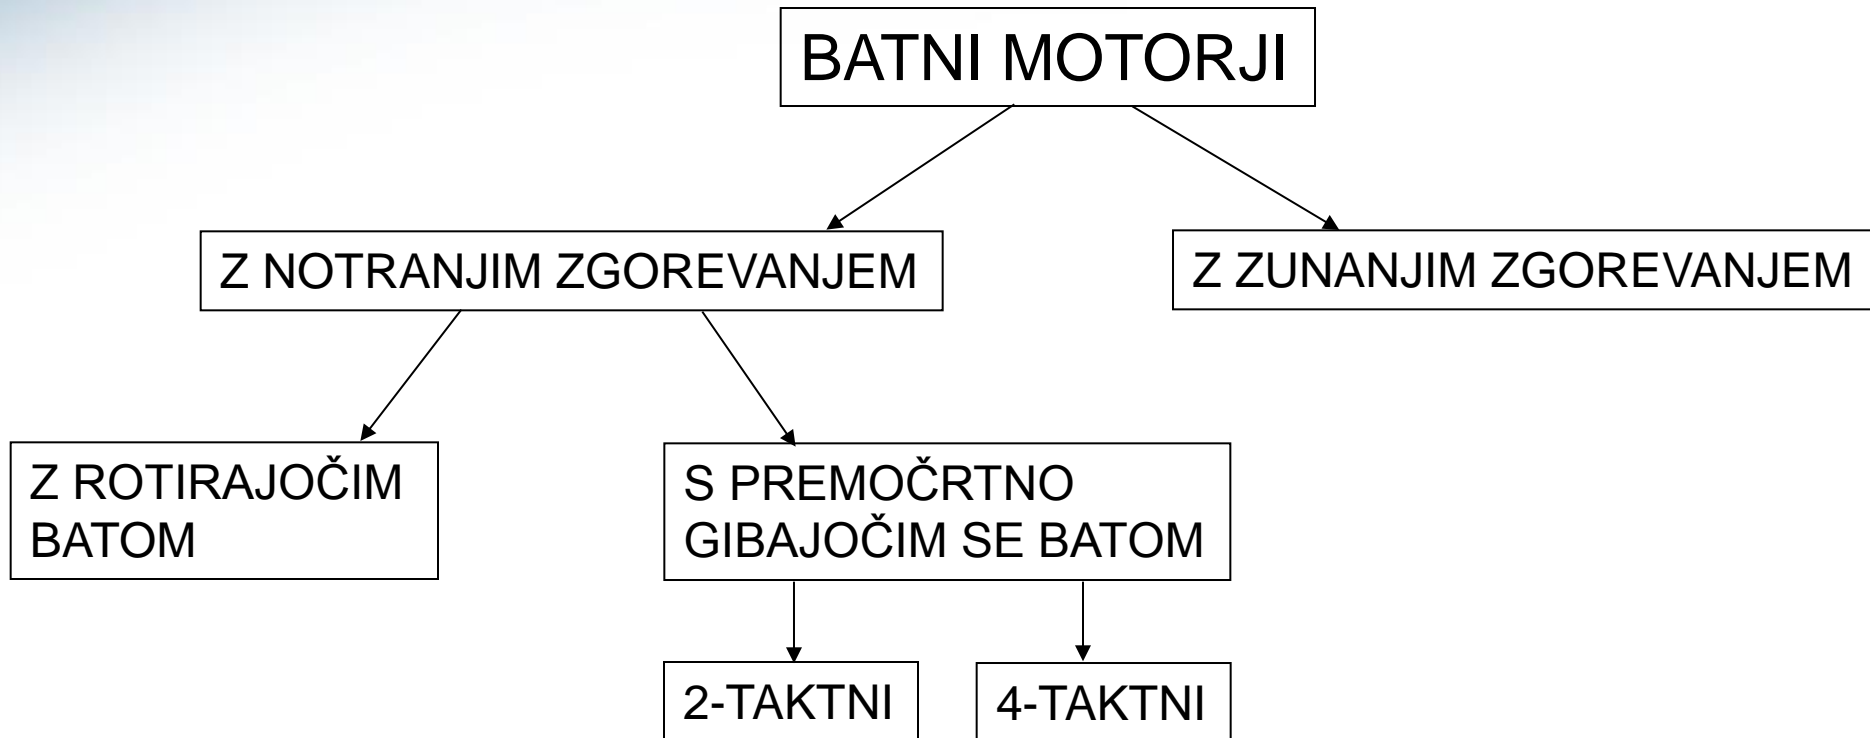 BATNI MOTORJI
Z NOTRANJIM ZGOREVANJEM
Z ZUNANJIM ZGOREVANJEM
Z ROTIRAJOČIM
BATOM
S PREMOČRTNO
GIBAJOČIM SE BATOM
2-TAKTNI
4-TAKTNI